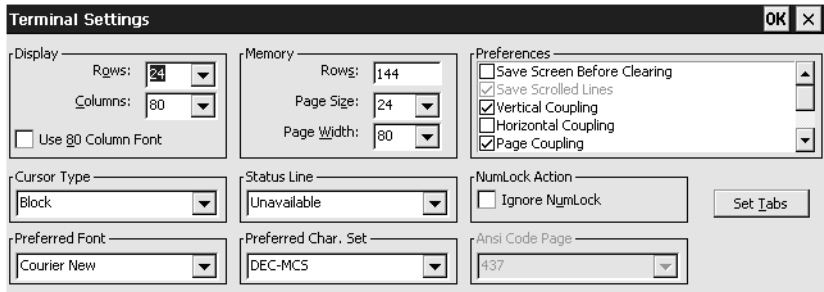 Terminal Settings OK
Display Memory Preferences
Rows: 24 Rows: 144 Save Screen Before Clearing
Save Scrolled Lines
Columns: 80 Page Size: 24 Vertical Coupling
Horizontal Coupling
Use 80 Column Font Page Width: 80 Page Coupling
Cursor Type Status Line NumLock Action
Block Unavailable Ignore NumLock Set Tabs
Preferred Font Preferred Char. Set Ansi Code Page
Courier New DEC-MCS 437